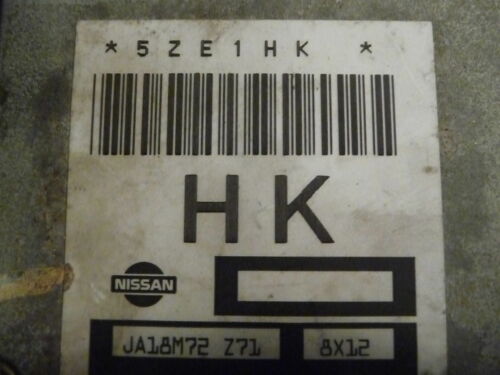 *5ZE1HK *
HK
NISSAN
JA18M72 Z71 8X12